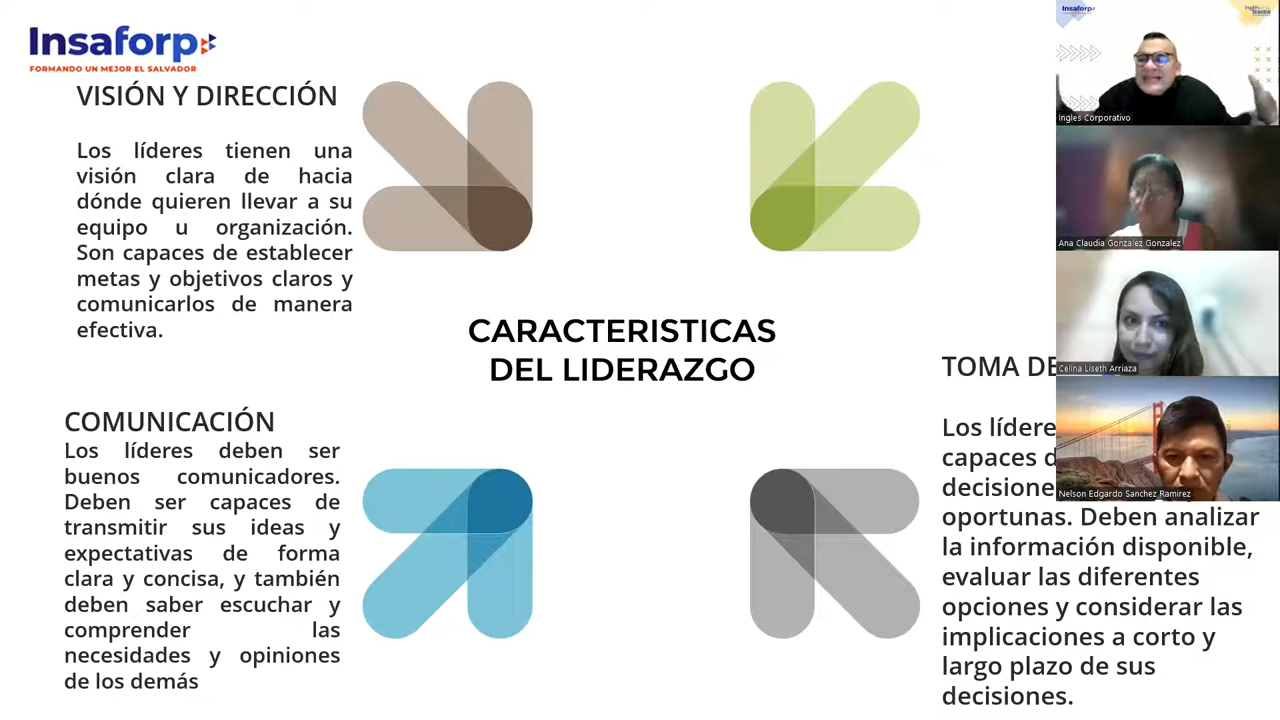 Insaforp
FORMANDO UN MEJOR EL SALVADOR
VISIÓN Y DIRECCIÓN
Los líderes tienen una
visión clara de hacia
dónde quieren llevar a su
equipo u organización.
Son capaces de establecer
metas y objetivos claros y
comunicarlos de manera
efectiva.
COMUNICACIÓN
Los líderes deben ser
buenos comunicadores.
Deben ser capaces de
transmitir sus ideas y
expectativas de forma
clara y concisa, y también
deben saber escuchar y
comprender las
necesidades y opiniones
de los demás
CARACTERISTICAS
DEL LIDERAZGO
TOMA DE
Los lídere
capaces d
decisione
oportunas. Deben analizar
la información disponible,
evaluar las diferentes
opciones y considerar las
implicaciones a corto y
largo plazo de sus
decisiones.
Insaforp
Ingles Corporativo
Ana Claudia Gonzalez Gonzalez
Celina Liseth Arriaza
Nelson Edgardo Sanchez Ramirez